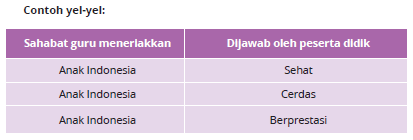 Contoh yel-yel:
Sahabat guru meneriakkan Dijawab oleh peserta didik
Anak Indonesia Sehat
Anak Indonesia Cerdas
Anak Indonesia Berprestasi